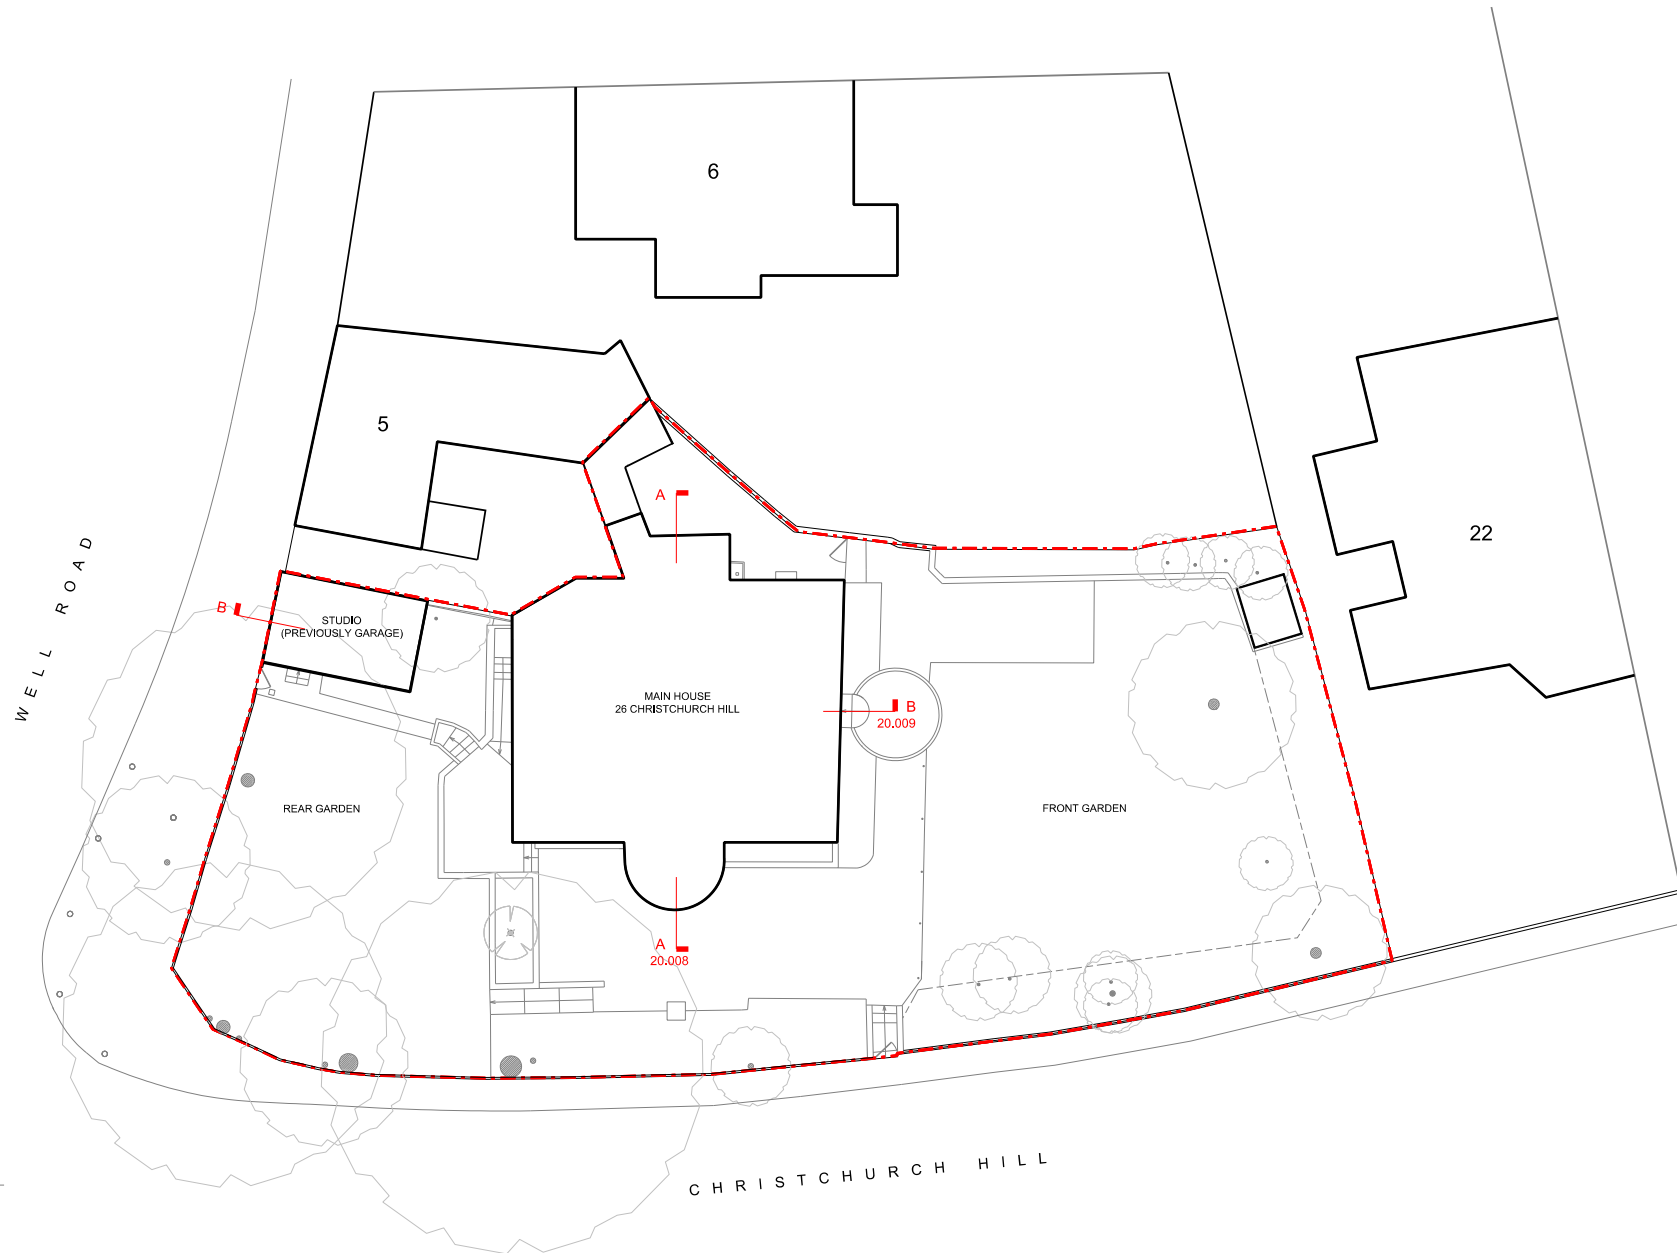 6
5
22
WELL ROAD
A
B
STUDIO
(PREVIOUSLY GARAGE)
MAIN HOUSE
26 CHRISTCHURCH HILL
B
20.009
REAR GARDEN
FRONT GARDEN
A
20.008
CHRISTCHURCH HILL